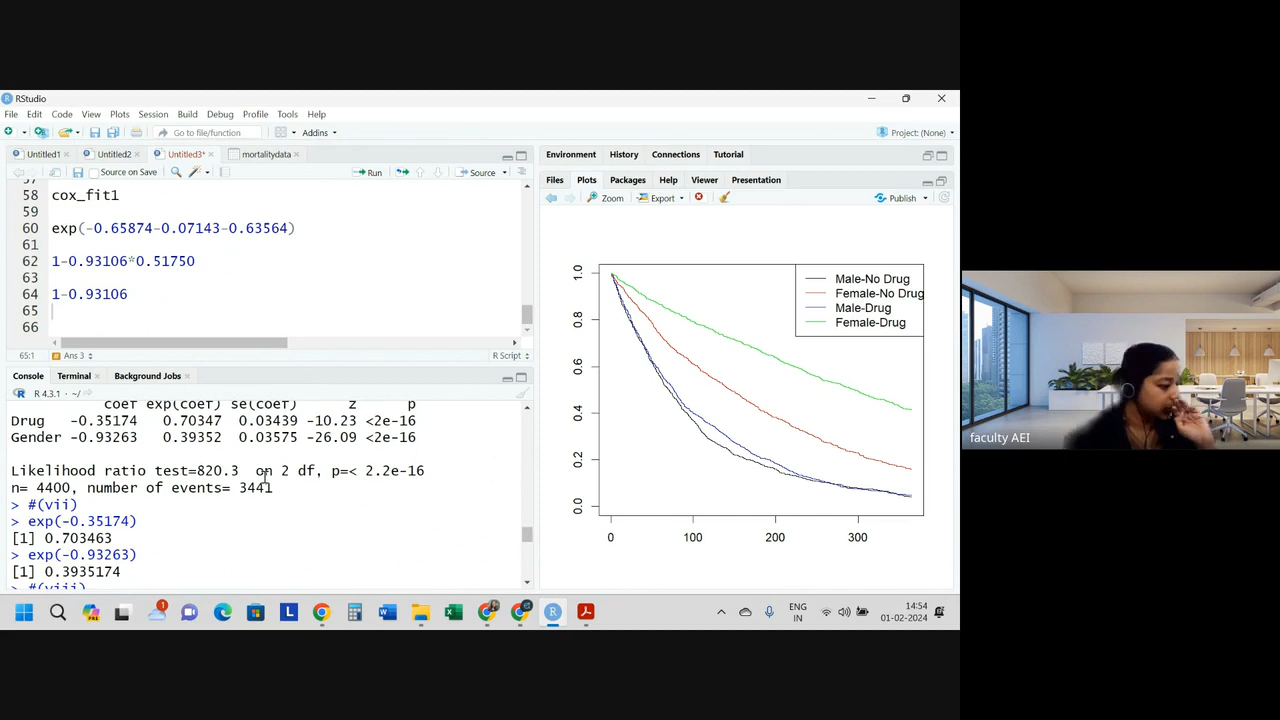 RStudio
File Edit Code View Plots Session Build Debug Profile Tools Help
Go to file/function Addins Project: (None)
Untitled1 Untitled2 Untitled3* mortalitydata
Source on Save Run Source
58 cox_fit1
59
60 exp(-0.65874-0.07143-0.63564)
61
62 1-0.93106*0.51750
63
64 1-0.93106
65
66
65:1 Ans 3 R Script
Console Terminal Background Jobs
R 4.3.1 · ~/
coef exp(coef) se(coef) z p
Drug -0.35174 0.70347 0.03439 -10.23 <2e-16
Gender -0.93263 0.39352 0.03575 -26.09 <2e-16
Likelihood ratio test=820.3 on 2 df, p=< 2.2e-16
n= 4400, number of events= 3441
> #(vii)
> exp(-0.35174)
[1] 0.703463
> exp(-0.93263)
[1] 0.3935174
> #(viii)
Environment History Connections Tutorial
Files Plots Packages Help Viewer Presentation
Zoom Export Publish
Male-No Drug
Female-No Drug
Male-Drug
Female-Drug
1.0
0.8
0.6
0.4
0.2
0.0
0 100 200 300
faculty AEI
1
ENG
IN
14:54
01-02-2024